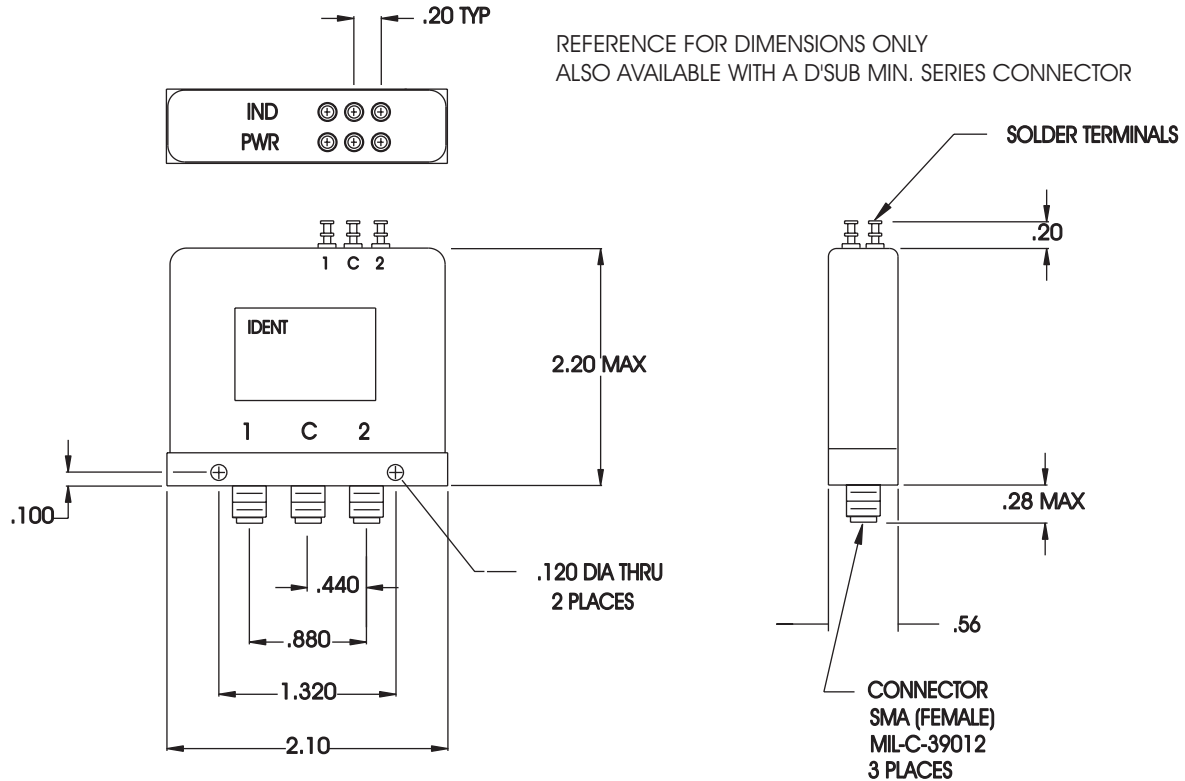 .20 TYP
REFERENCE FOR DIMENSIONS ONLY
ALSO AVAILABLE WITH A D'SUB MIN. SERIES CONNECTOR
IND
PWR
SOLDER TERMINALS
.20
1 C 2
IDENT
2.20 MAX
1 C 2
.100
.28 MAX
.120 DIA THRU
2 PLACES
.440
.880
.56
1.320
2.10
CONNECTOR
SMA (FEMALE)
MIL-C-39012
3 PLACES